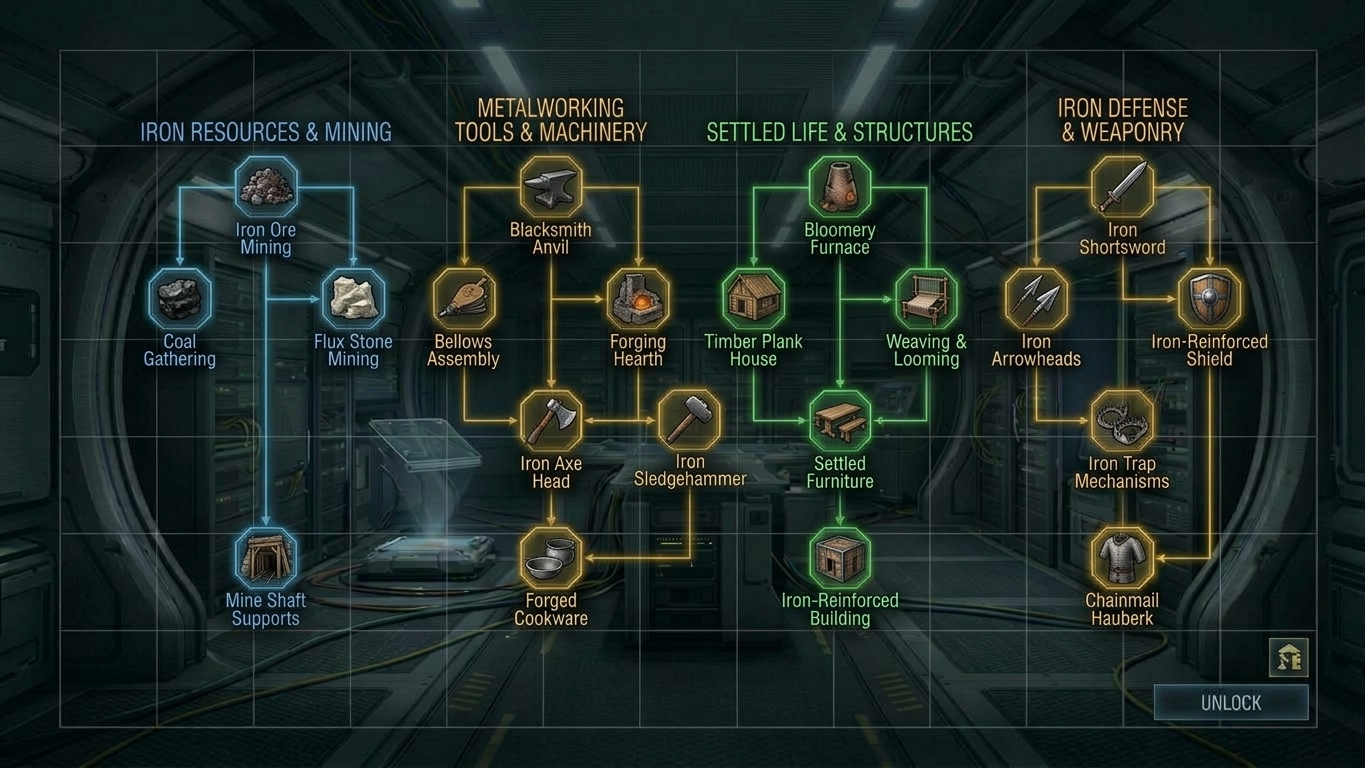 IRON RESOURCES & MINING
METALWORKING
TOOLS & MACHINERY
SETTLED LIFE & STRUCTURES
IRON DEFENSE
& WEAPONRY
Iron Ore
Mining
Blacksmith
Anvil
Bloomery
Furnace
Iron
Shortsword
Coal
Gathering
Flux Stone
Mining
Bellows
Assembly
Forging
Hearth
Timber Plank
House
Weaving &
Looming
Iron
Arrowheads
Iron-Reinforced
Shield
Iron Axe
Head
Iron
Sledgehammer
Settled
Furniture
Iron Trap
Mechanisms
Mine Shaft
Supports
Forged
Cookware
Iron-Reinforced
Building
Chainmail
Hauberk
UNLOCK